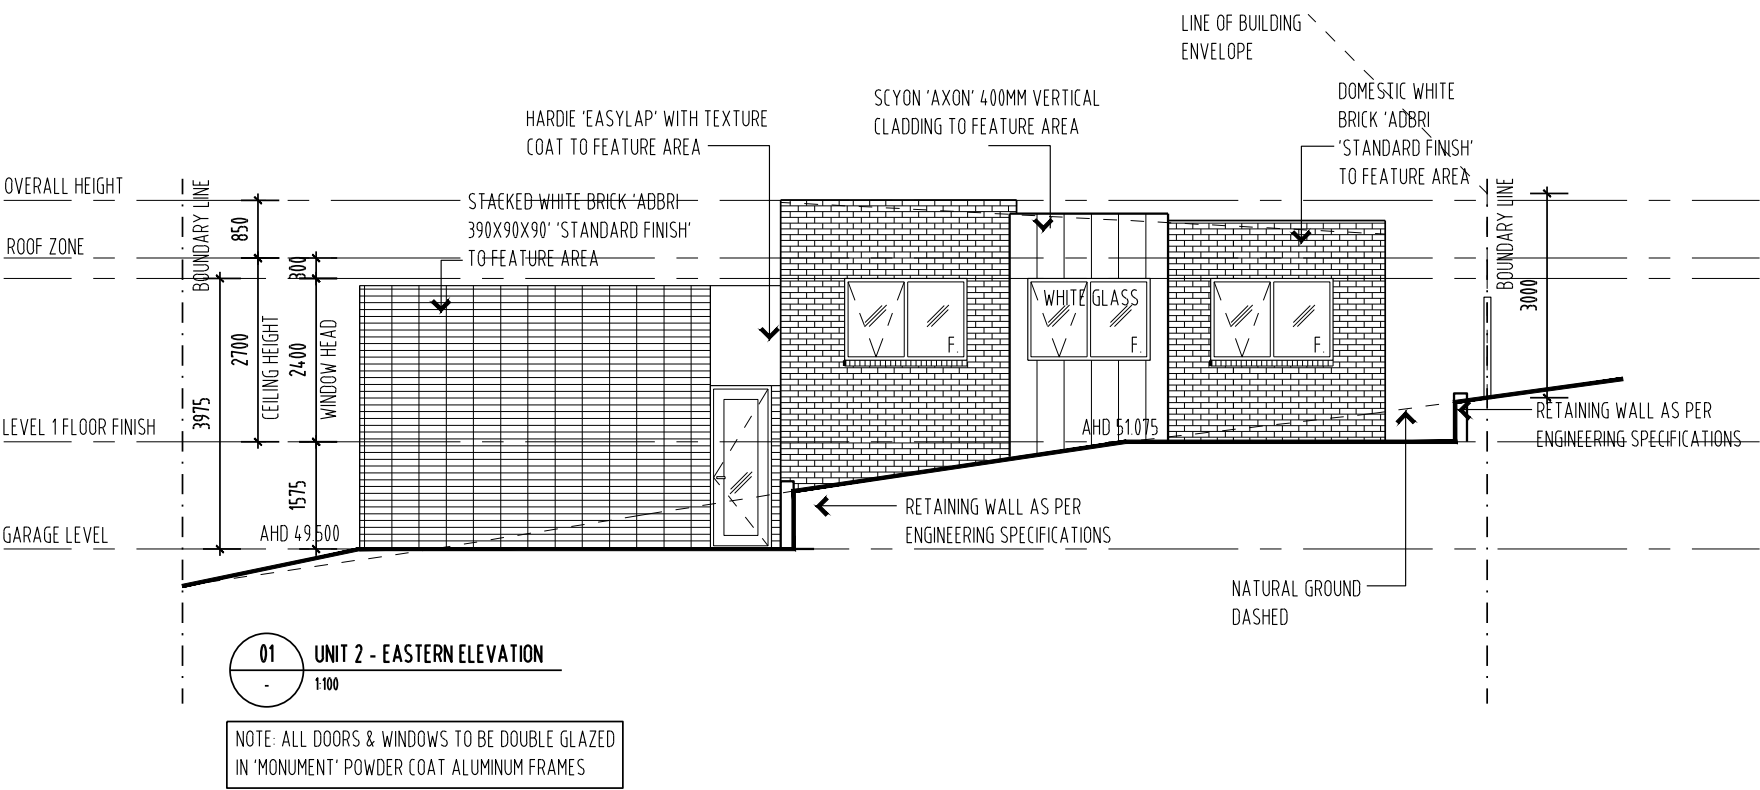 LINE OF BUILDING
ENVELOPE
DOMESTIC WHITE
BRICK 'ADBRI
'STANDARD FINISH'
TO FEATURE AREA
SCYON 'AXON' 400MM VERTICAL
CLADDING TO FEATURE AREA
HARDIE 'EASYLAP' WITH TEXTURE
COAT TO FEATURE AREA
STACKED WHITE BRICK 'ADBRI
390X90X90' 'STANDARD FINISH'
TO FEATURE AREA
OVERALL HEIGHT
ROOF ZONE
LEVEL 1 FLOOR FINISH
GARAGE LEVEL
BOUNDARY LINE
850
300
2700
CEILING HEIGHT
2400
WINDOW HEAD
3975
1575
AHD 49.500
WHITE GLASS
F.
F.
F.
AHD 51.075
BOUNDARY LINE
3000
RETAINING WALL AS PER
ENGINEERING SPECIFICATIONS
RETAINING WALL AS PER
ENGINEERING SPECIFICATIONS
NATURAL GROUND
DASHED
01
-
UNIT 2 - EASTERN ELEVATION
1:100
NOTE: ALL DOORS & WINDOWS TO BE DOUBLE GLAZED
IN 'MONUMENT' POWDER COAT ALUMINUM FRAMES